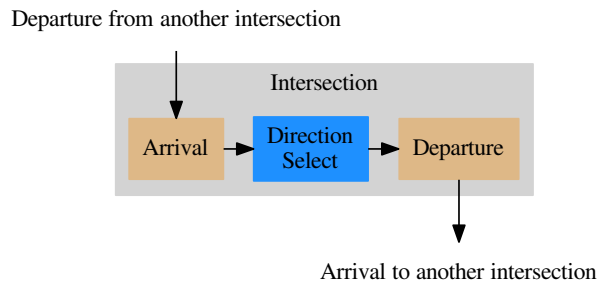 Departure from another intersection
Intersection
Arrival
Direction
Select
Departure
Arrival to another intersection